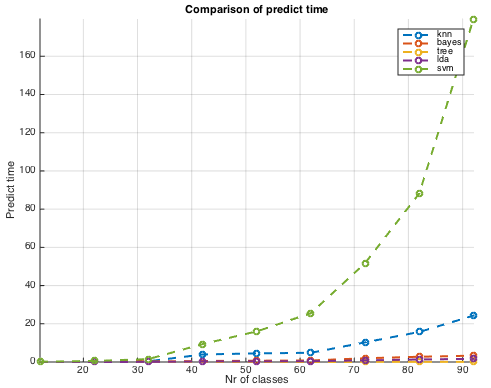 Comparison of predict time
knn
bayes
tree
lda
svm
160
140
120
100
80
60
40
20
0
Predict time
20 30 40 50 60 70 80 90
Nr of classes